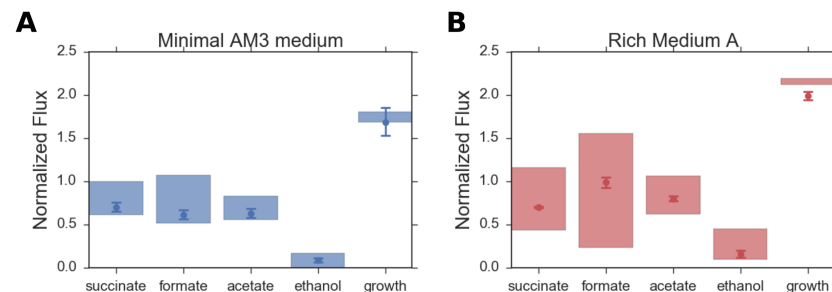 A
Minimal AM3 medium
Normalized Flux
2.5
2.0
1.5
1.0
0.5
0.0
succinate formate acetate ethanol growth
B
Rich Medium A
Normalized Flux
2.5
2.0
1.5
1.0
0.5
0.0
succinate formate acetate ethanol growth